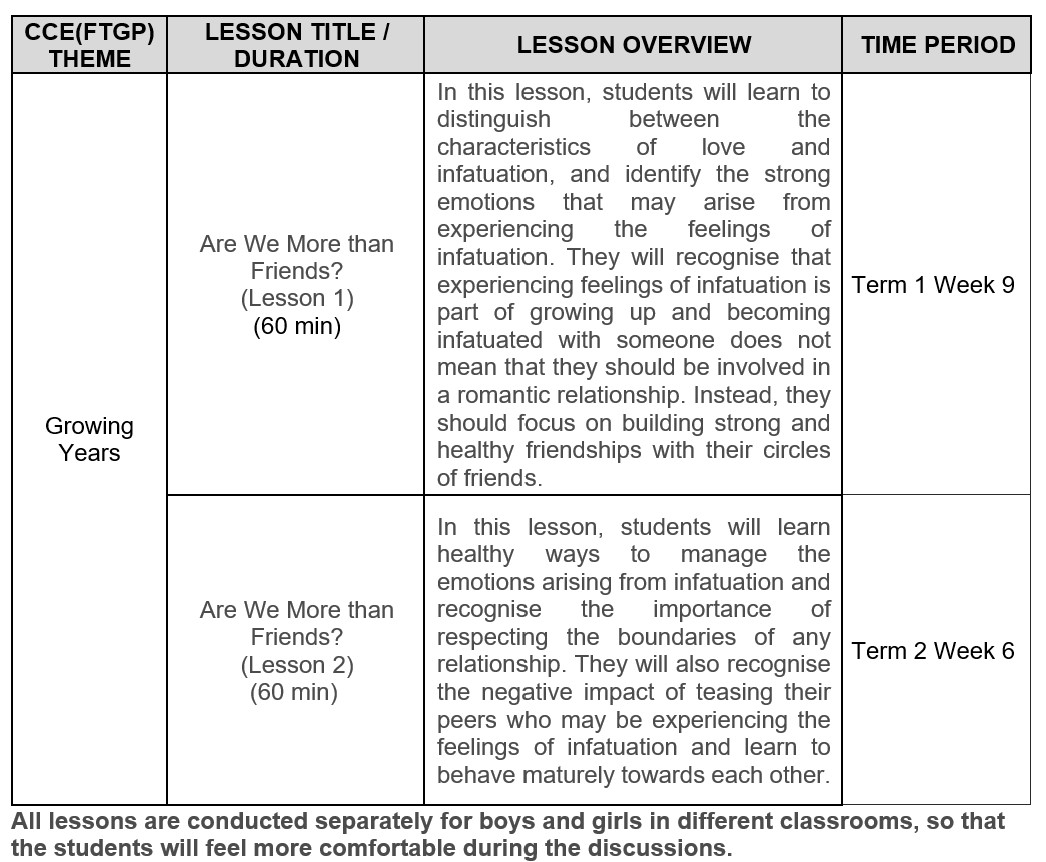 CCE(FTGP)
THEME
LESSON TITLE /
DURATION
LESSON OVERVIEW
TIME PERIOD
Growing
Years
Are We More than
Friends?
(Lesson 1)
(60 min)
In this lesson, students will learn to
distinguish between the
characteristics of love and
infatuation, and identify the strong
emotions that may arise from
experiencing the feelings of
infatuation. They will recognise that
experiencing feelings of infatuation is
part of growing up and becoming
infatuated with someone does not
mean that they should be involved in
a romantic relationship. Instead, they
should focus on building strong and
healthy friendships with their circles
of friends.
Term 1 Week 9
Are We More than
Friends?
(Lesson 2)
(60 min)
In this lesson, students will learn
healthy ways to manage the
emotions arising from infatuation and
recognise the importance of
respecting the boundaries of any
relationship. They will also recognise
the negative impact of teasing their
peers who may be experiencing the
feelings of infatuation and learn to
behave maturely towards each other.
Term 2 Week 6
All lessons are conducted separately for boys and girls in different classrooms, so that
the students will feel more comfortable during the discussions.